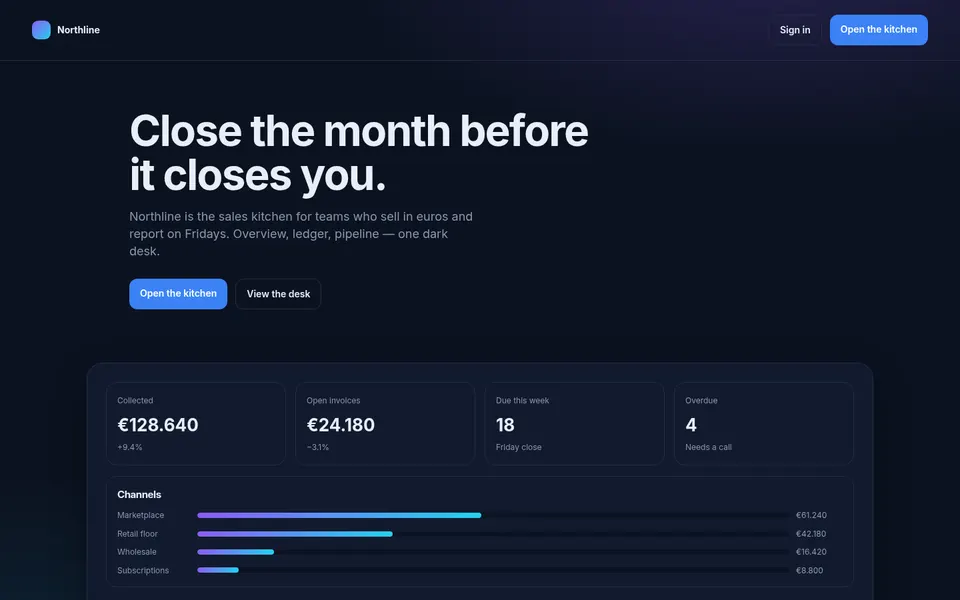 Northline
Sign in
Open the kitchen
Close the month before
it closes you.
Northline is the sales kitchen for teams who sell in euros and
report on Fridays. Overview, ledger, pipeline — one dark
desk.
Open the kitchen
View the desk
Collected
Open invoices
Due this week
Overdue
€128.640
€24.180
18
4
+9.4%
−3.1%
Friday close
Needs a call
Channels
Marketplace €61.240
Retail floor €42.180
Wholesale €16.420
Subscriptions €8.800